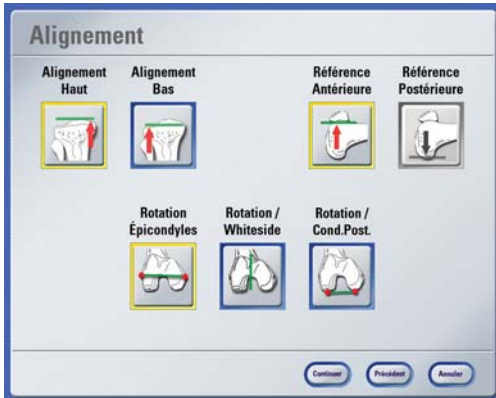 Alignement
Alignement Haut
Alignement Bas
Référence Antérieure
Référence Postérieure
Rotation Épicondyles
Rotation / Whiteside
Rotation / Cond.Post.
Continuer
Précédent
Annuler